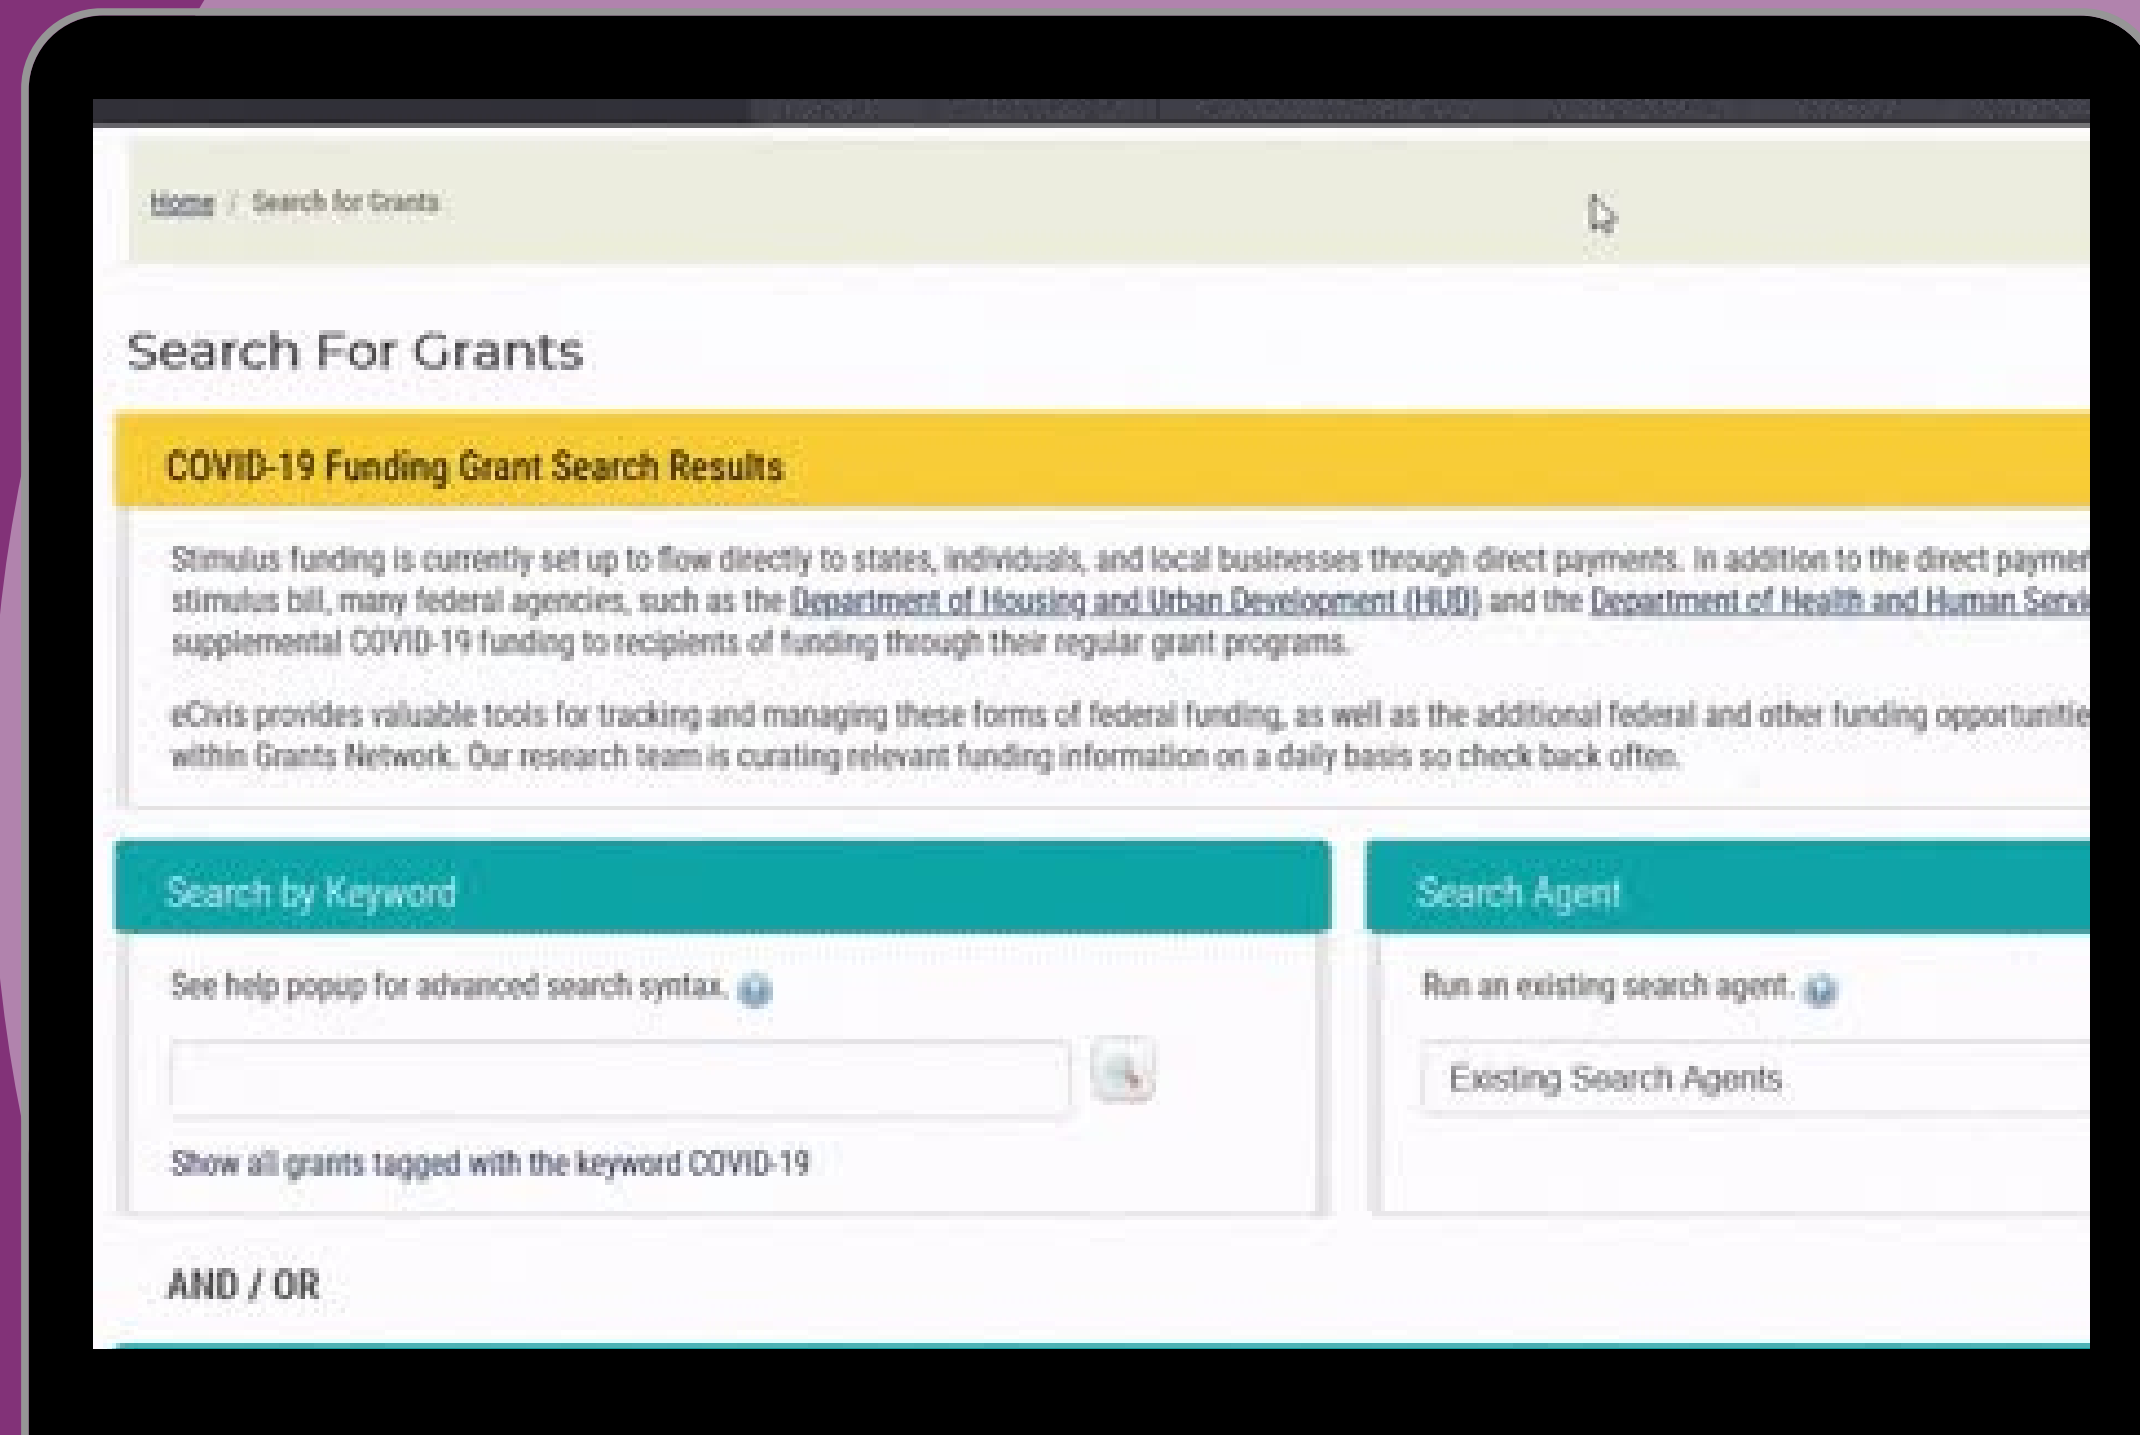 Home / Search for Grants
Search For Grants
COVID-19 Funding Grant Search Results
Stimulus funding is currently set up to flow directly to states, individuals, and local businesses through direct payments. In addition to the direct paymen
stimulus bill, many federal agencies, such as the Department of Housing and Urban Development (HUD) and the Department of Health and Human Servi
supplemental COVID-19 funding to recipients of funding through their regular grant programs.
eCivis provides valuable tools for tracking and managing these forms of federal funding, as well as the additional federal and other funding opportunitie
within Grants Network. Our research team is curating relevant funding information on a daily basis so check back often.
Search by Keyword
See help popup for advanced search syntax.
Show all grants tagged with the keyword COVID-19
Search Agent
Run an existing search agent.
Existing Search Agents
AND / OR